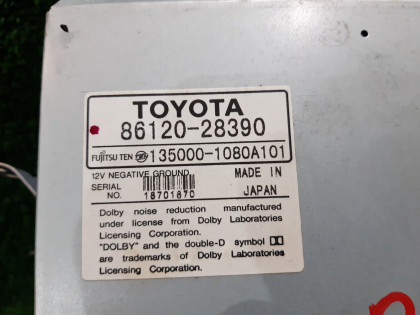 TOYOTA
86120-28390
FUJITSU TEN 135000-1080A101
12V NEGATIVE GROUND MADE IN
SERIAL
NO. 18701870 JAPAN
Dolby noise reduction manufactured
under license from Dolby Laboratories
Licensing Corporation.
"DOLBY" and the double-D symbol
are trademarks of Dolby Laboratories
Licensing Corporation.